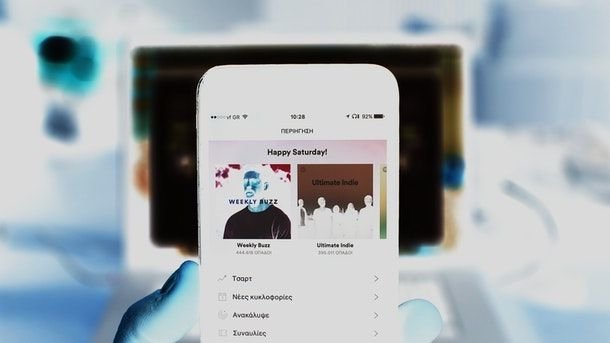 vf GR 10:28 92%
ΠΕΡΙΗΓΗΣΗ
Happy Saturday!
WEEKLY BUZZ
Ultimate Indie
Weekly Buzz Ultimate Indie
444.618 ΟΠΑΔΟΙ 395.011 ΟΠΑΔΟΙ
Τσαρτ
Νέες κυκλοφορίες
Ανακάλυψε
Συναυλίες